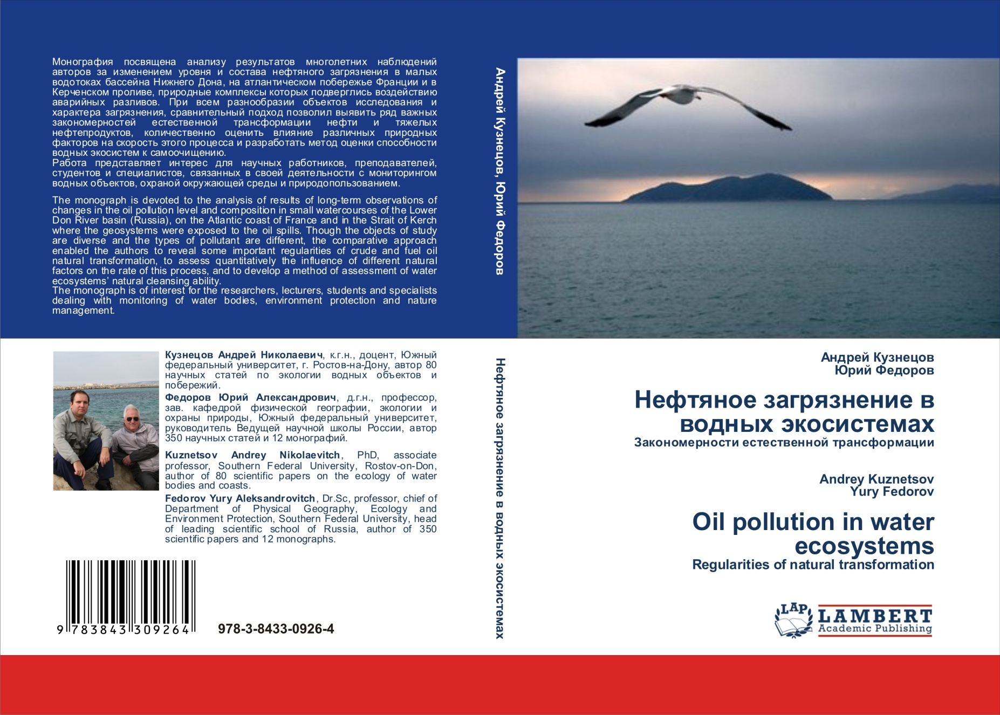 Монография посвящена анализу результатов многолетних наблюдений
авторов за изменением уровня и состава нефтяного загрязнения в малых
водотоках бассейна Нижнего Дона, на атлантическом побережье Франции и в
Керченском проливе, природные комплексы которых подверглись воздействию
аварийных разливов. При всем разнообразии объектов исследования и
характера загрязнения, сравнительный подход позволил выявить ряд важных
закономерностей естественной трансформации нефти и тяжелых
нефтепродуктов, количественно оценить влияние различных природных
факторов на скорость этого процесса и разработать метод оценки способности
водных экосистем к самоочищению.
Работа представляет интерес для научных работников, преподавателей,
студентов и специалистов, связанных в своей деятельности с мониторингом
водных объектов, охраной окружающей среды и природопользованием.
The monograph is devoted to the analysis of results of long-term observations of
changes in the oil pollution level and composition in small watercourses of the Lower
Don River basin (Russia), on the Atlantic coast of France and in the Strait of Kerch
where the geosystems were exposed to the oil spills. Though the objects of study
are diverse and the types of pollutant are different, the comparative approach
enabled the authors to reveal some important regularities of crude and fuel oil
natural transformation, to assess quantitatively the influence of different natural
factors on the rate of this process, and to develop a method of assessment of water
ecosystems’ natural cleansing ability.
The monograph is of interest for the researchers, lecturers, students and specialists
dealing with monitoring of water bodies, environment protection and nature
management.
Кузнецов Андрей Николаевич, к.г.н., доцент, Южный
федеральный университет, г. Ростов-на-Дону, автор 80
научных статей по экологии водных объектов и
побережий.
Федоров Юрий Александрович, д.г.н., профессор,
зав. кафедрой физической географии, экологии и
охраны природы, Южный федеральный университет,
руководитель Ведущей научной школы России, автор
350 научных статей и 12 монографий.
Kuznetsov Andrey Nikolaevitch, PhD, associate
professor, Southern Federal University, Rostov-on-Don,
author of 80 scientific papers on the ecology of water
bodies and coasts.
Fedorov Yury Aleksandrovitch, Dr.Sc, professor, chief of
Department of Physical Geography, Ecology and
Environment Protection, Southern Federal University, head
of leading scientific school of Russia, author of 350
scientific papers and 12 monographs.
9 783843 309264
978-3-8433-0926-4
Андрей Кузнецов, Юрий Федоров
Нефтяное загрязнение в водных экосистемах
Андрей Кузнецов
Юрий Федоров
Нефтяное загрязнение в
водных экосистемах
Закономерности естественной трансформации
Andrey Kuznetsov
Yury Fedorov
Oil pollution in water
ecosystems
Regularities of natural transformation
LAP
LAMBERT
Academic Publishing